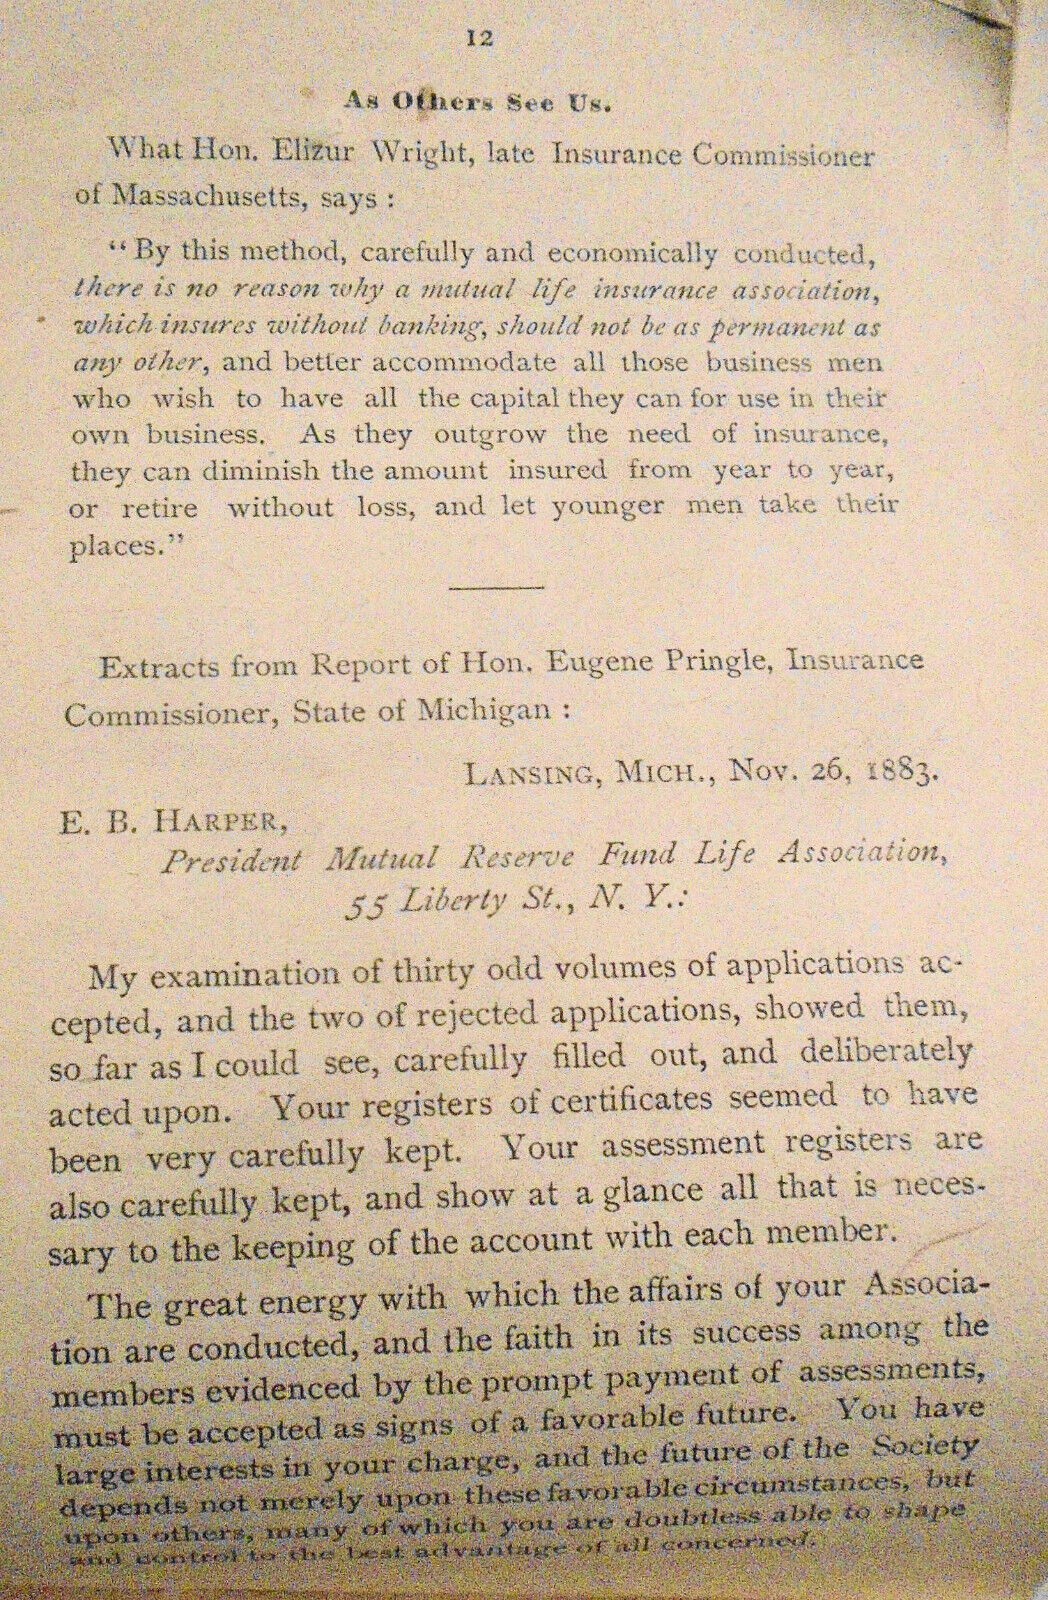 12
As Others See Us.
What Hon. Elizur Wright, late Insurance Commissioner
of Massachusetts, says :
“ By this method, carefully and economically conducted,
there is no reason why a mutual life insurance association,
which insures without banking, should not be as permanent as
any other, and better accommodate all those business men
who wish to have all the capital they can for use in their
own business. As they outgrow the need of insurance,
they can diminish the amount insured from year to year,
or retire without loss, and let younger men take their
places.”
Extracts from Report of Hon. Eugene Pringle, Insurance
Commissioner, State of Michigan :
LANSING, MICH., Nov. 26, 1883.
E. B. HARPER,
President Mutual Reserve Fund Life Association,
55 Liberty St., N. Y.:
My examination of thirty odd volumes of applications ac-
cepted, and the two of rejected applications, showed them,
so far as I could see, carefully filled out, and deliberately
acted upon. Your registers of certificates seemed to have
been very carefully kept. Your assessment registers are
also carefully kept, and show at a glance all that is neces-
sary to the keeping of the account with each member.
The great energy with which the affairs of your Associa-
tion are conducted, and the faith in its success among the
members evidenced by the prompt payment of assessments,
must be accepted as signs of a favorable future. You have
large interests in your charge, and the future of the Society
depends not merely upon these favorable circumstances, but
upon others, many of which you are doubtless able to shape
and control to the best advantage of all concerned.